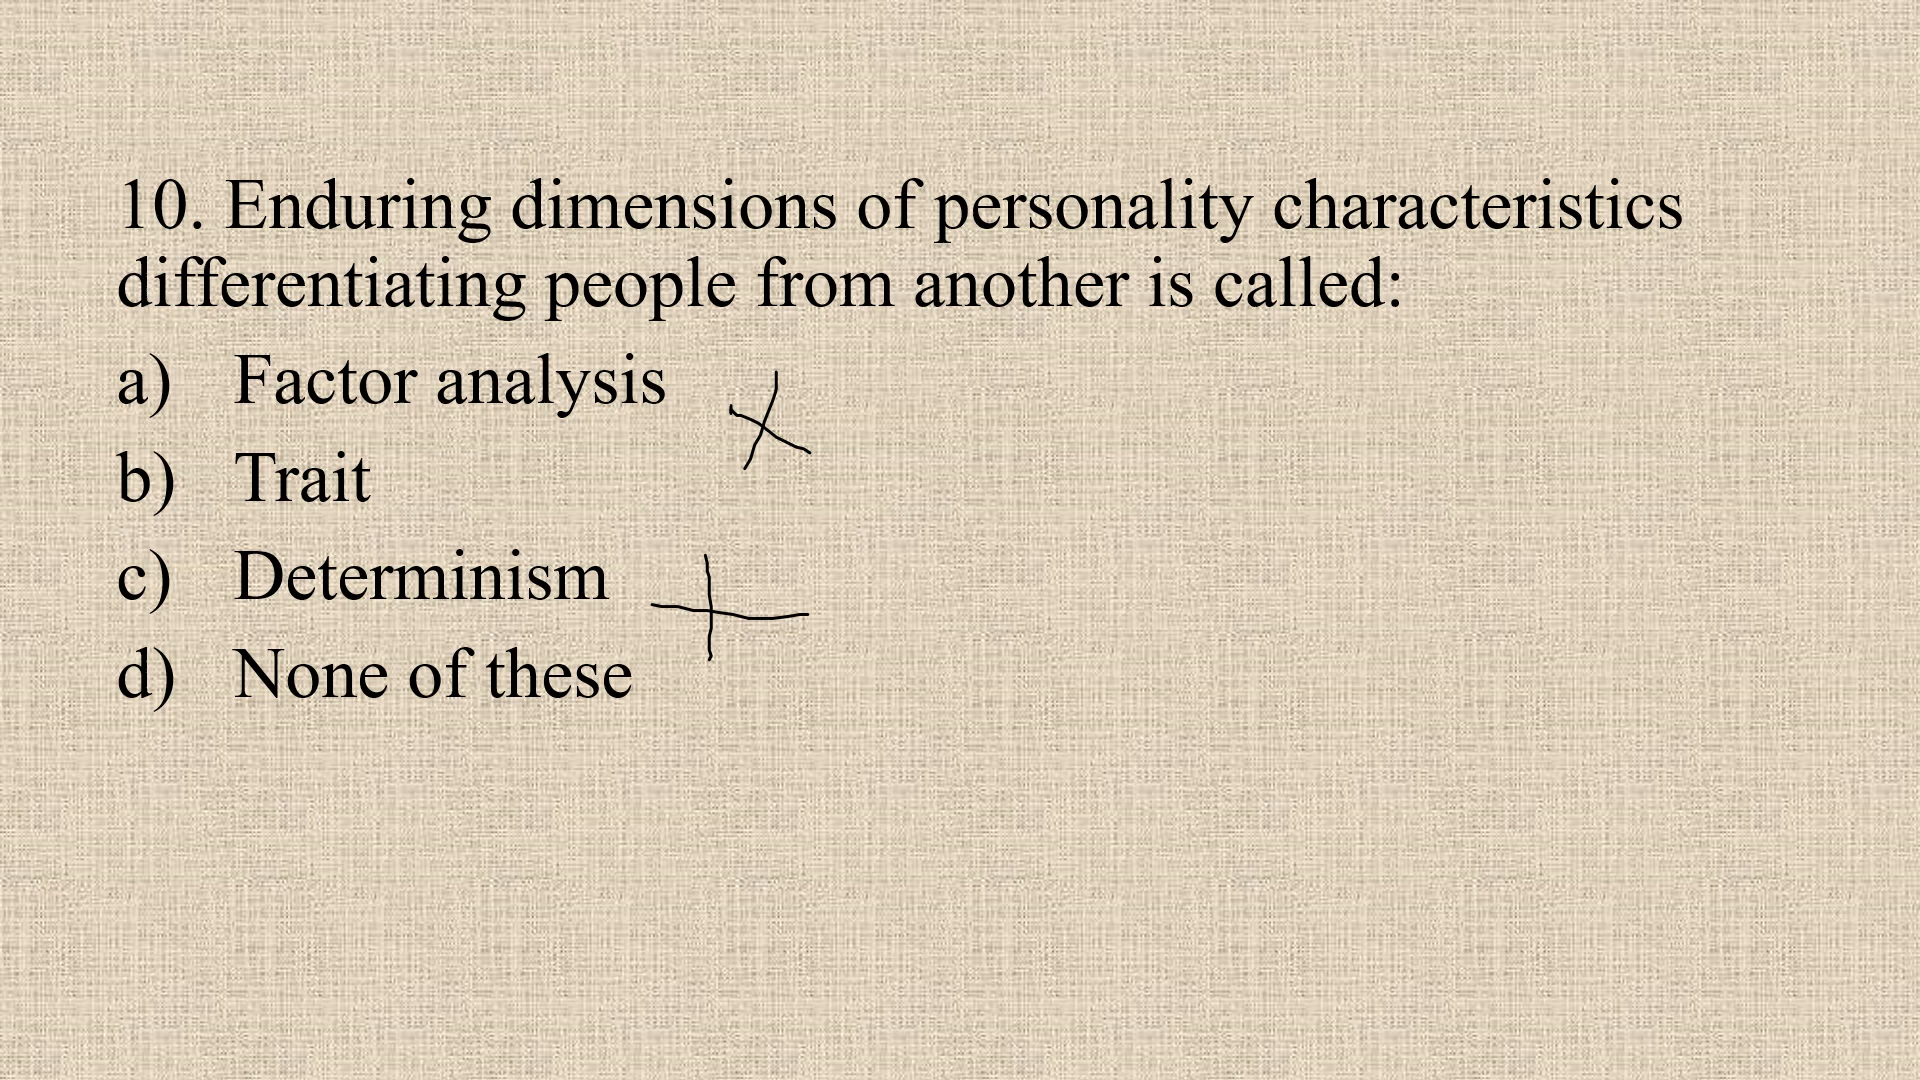 10. Enduring dimensions of personality characteristics
differentiating people from another is called:
a) Factor analysis
b) Trait
c) Determinism
d) None of these